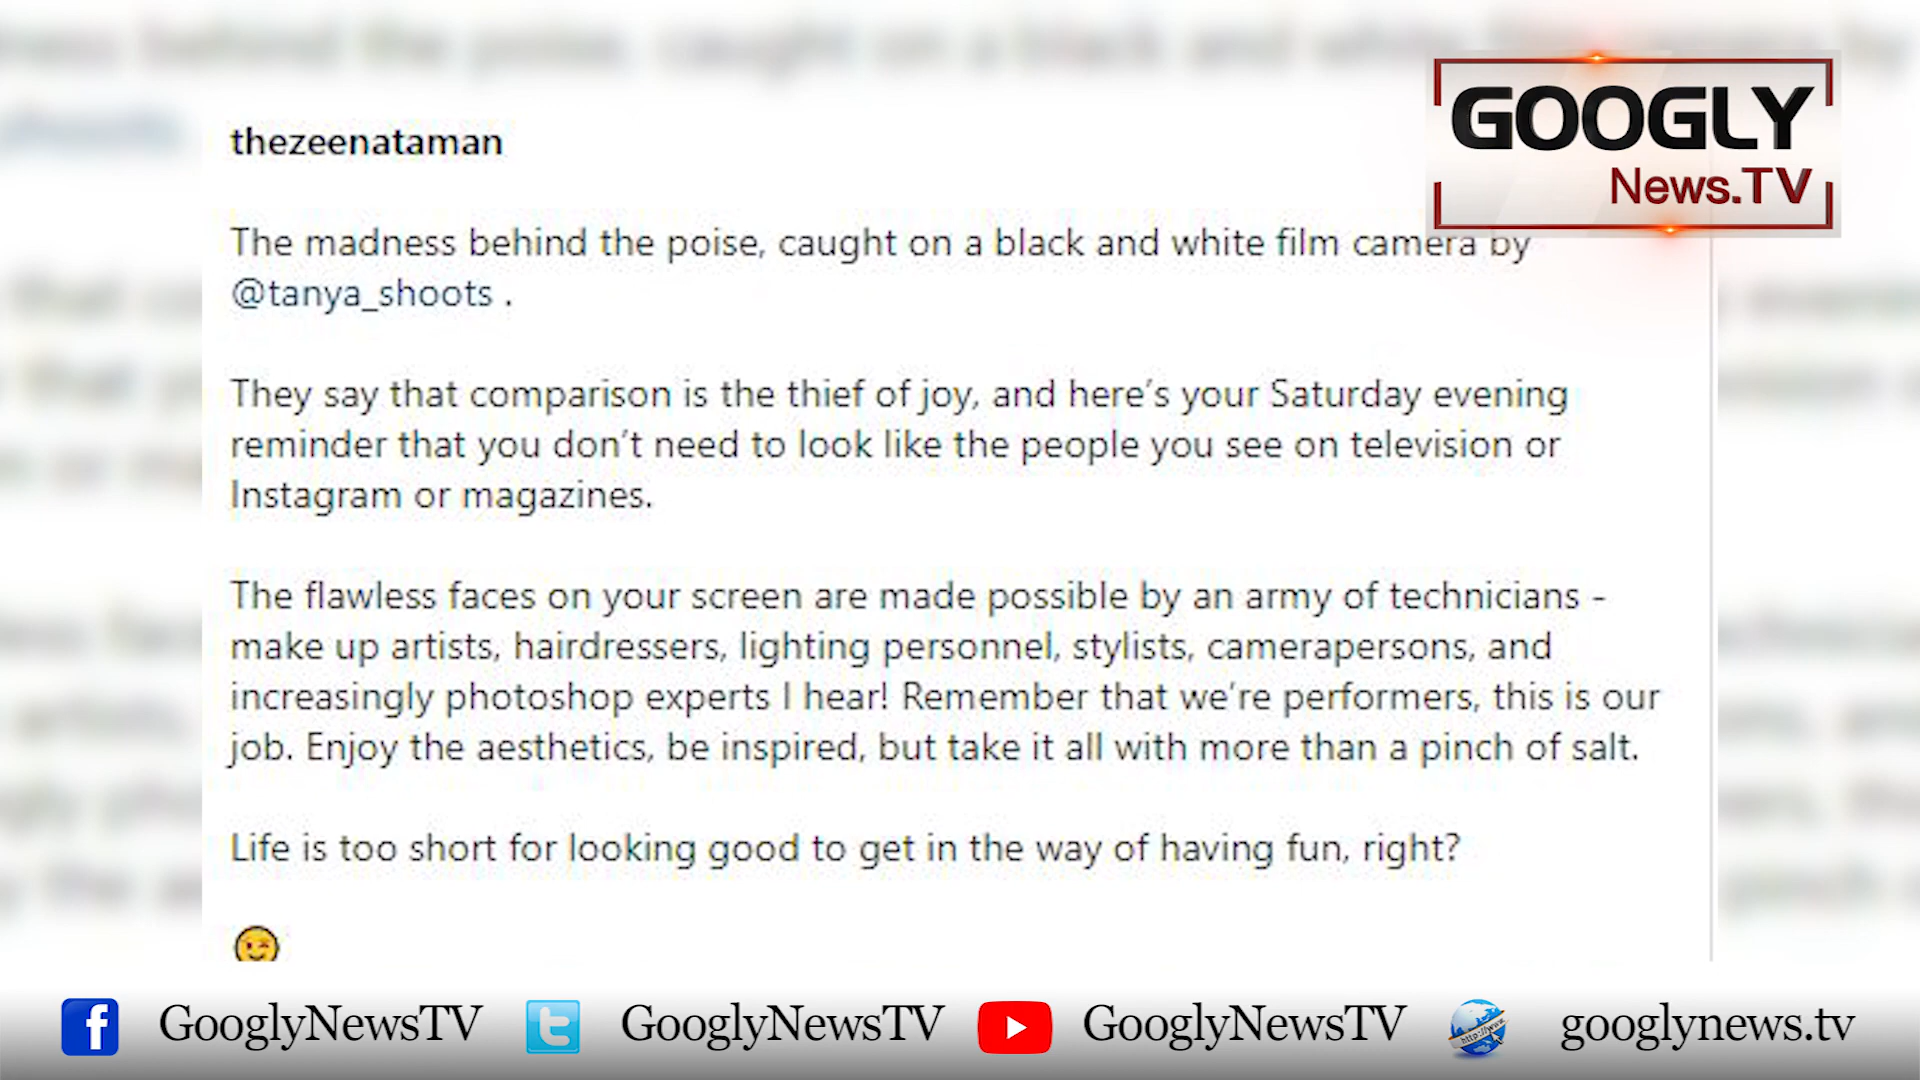 GOOGLY
News.TV
thezeenataman
The madness behind the poise, caught on a black and white film camera by
@tanya_shoots .
They say that comparison is the thief of joy, and here's your Saturday evening
reminder that you don't need to look like the people you see on television or
Instagram or magazines.
The flawless faces on your screen are made possible by an army of technicians -
make up artists, hairdressers, lighting personnel, stylists, camerapersons, and
increasingly photoshop experts I hear! Remember that we're performers, this is our
job. Enjoy the aesthetics, be inspired, but take it all with more than a pinch of salt.
Life is too short for looking good to get in the way of having fun, right?
😉
GooglyNewsTV GooglyNewsTV GooglyNewsTV googlynews.tv